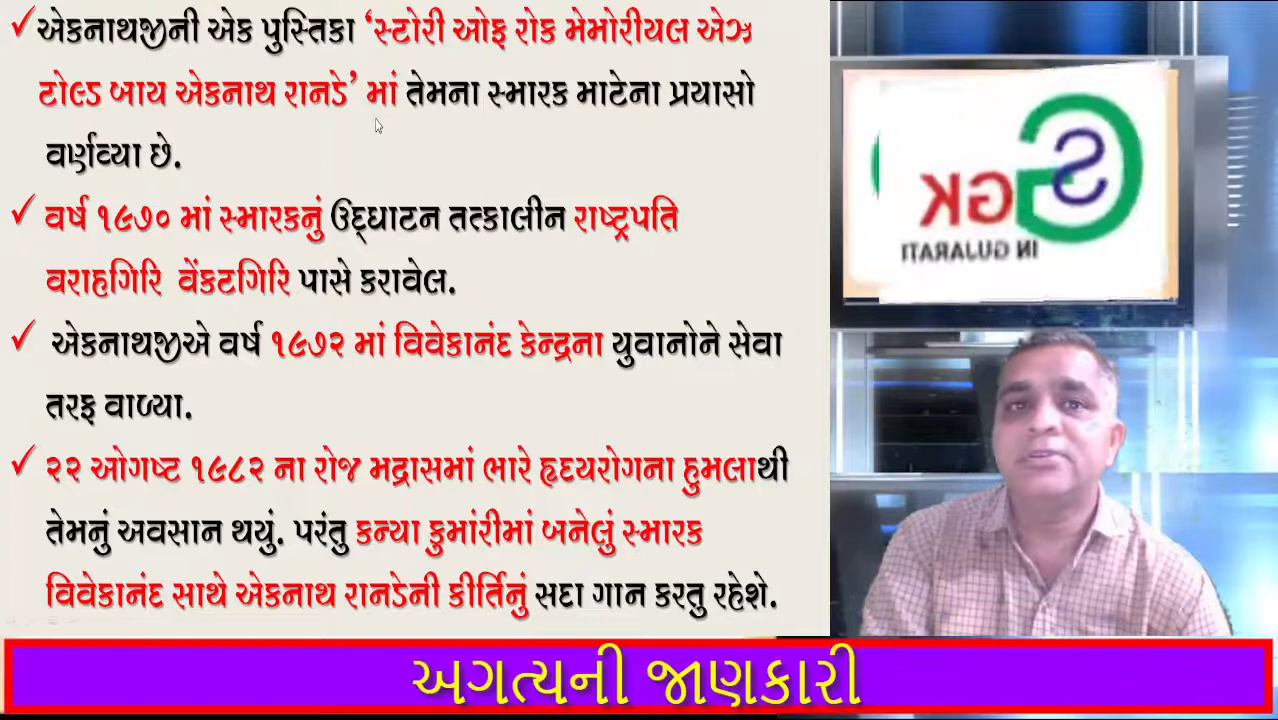 ✓એકનાથજીની એક પુસ્તિકા ‘સ્ટોરી ઓફ રોક મેમોરીયલ એઝ
ટોલ્ડ બાય એકનાથ રાનડે’ માં તેમના સ્મારક માટેના પ્રયાસો
વર્ણવ્યા છે.
✓ વર્ષ ૧૯૭૦ માં સ્મારકનું ઉદ્ઘાટન તત્કાલીન રાષ્ટ્રપતિ
વરાહગિરિ વેંકટગિરિ પાસે કરાવેલ.
✓ એકનાથજીએ વર્ષ ૧૯૭૨ માં વિવેકાનંદ કેન્દ્રના યુવાનોને સેવા
તરફ વાળ્યા.
✓ ૨૨ ઓગષ્ટ ૧૯૮૨ ના રોજ મદ્રાસમાં ભારે હૃદયરોગના હુમલાથી
તેમનું અવસાન થયું. પરંતુ કન્યા કુમાંરીમાં બનેલું સ્મારક
વિવેકાનંદ સાથે એકનાથ રાનડેની કીર્તિનું સદા ગાન કરતુ રહેશે.
GS GK
IN GUJARATI
અગત્યની જાણકારી